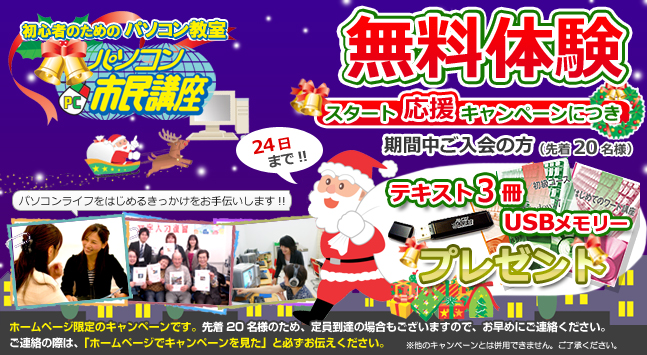 初心者のためのパソコン教室
パソコン
PC
市民講座
無料体験
スタート応援キャンペーンにつき
期間中ご入会の方(先着20名様)
24日
まで!!
テキスト3冊
USBメモリー
プレゼント
パソコンライフをはじめるきっかけをお手伝いします!!
ホームページ限定のキャンペーンです。先着20名様のため、定員到達の場合もございますので、お早めにご連絡ください。
ご連絡の際は、「ホームページでキャンペーンを見た」と必ずお伝えください。 ※他のキャンペーンとは併用できません。ご了承ください。